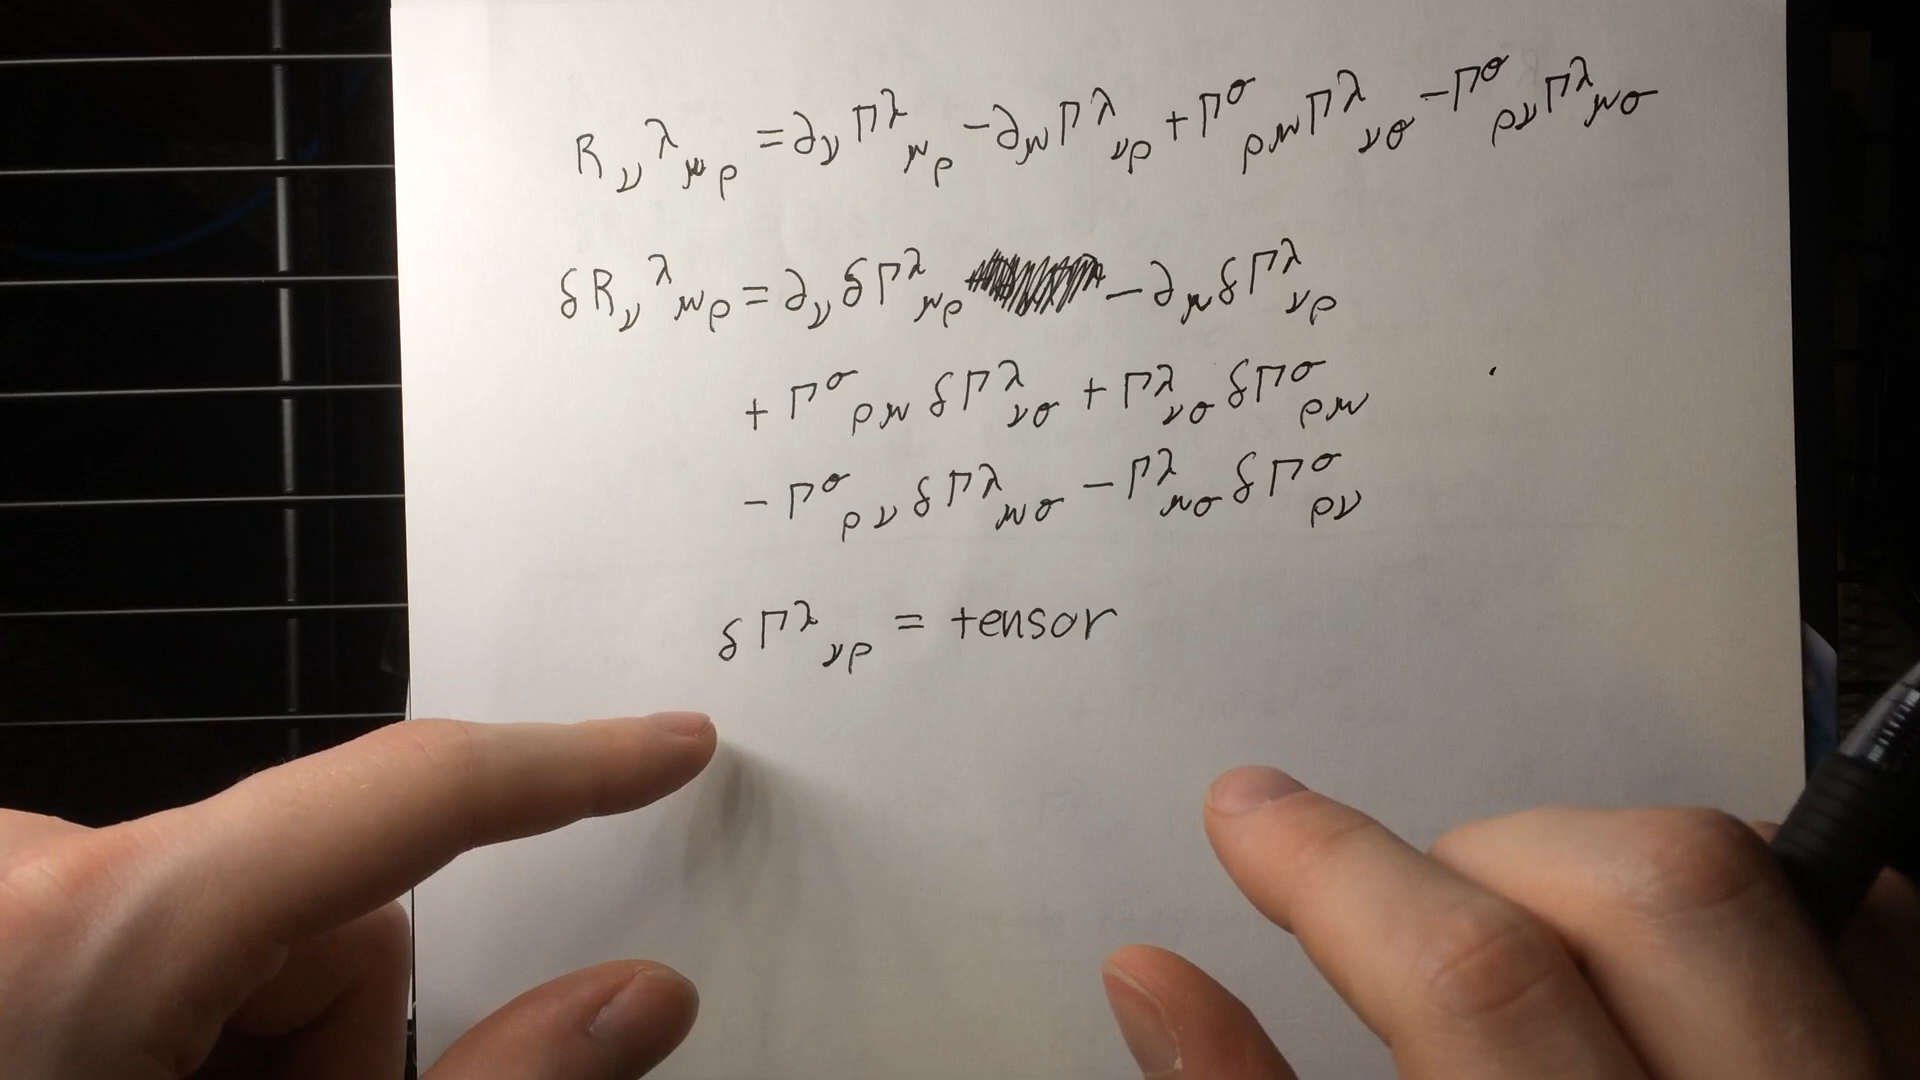 R_ν^λ_μρ = ∂_ν Γ^λ_μρ − ∂_μ Γ^λ_νρ + Γ^σ_ρμ Γ^λ_νσ − Γ^σ_ρν Γ^λ_μσ
δR_ν^λ_μρ = ∂_ν δΓ^λ_μρ − ∂_μ δΓ^λ_νρ
+ Γ^σ_ρμ δΓ^λ_νσ + Γ^λ_νσ δΓ^σ_ρμ
− Γ^σ_ρν δΓ^λ_μσ − Γ^λ_μσ δΓ^σ_ρν
δΓ^λ_νρ = tensor